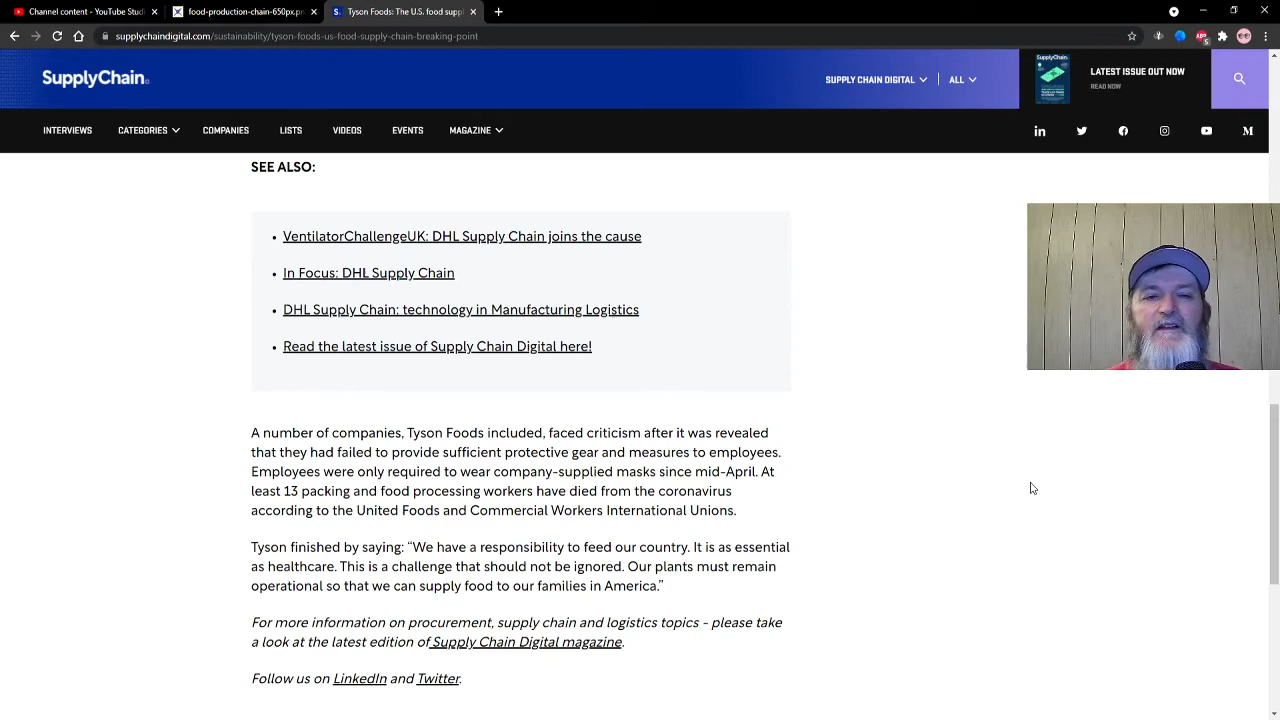 Channel content - YouTube Studi
food-production-chain-650px.pn
Tyson Foods: The U.S. food suppl
supplychaindigital.com/sustainability/tyson-foods-us-food-supply-chain-breaking-point
SupplyChain.
SUPPLY CHAIN DIGITAL
ALL
LATEST ISSUE OUT NOW
READ NOW
INTERVIEWS
CATEGORIES
COMPANIES
LISTS
VIDEOS
EVENTS
MAGAZINE
SEE ALSO:
VentilatorChallengeUK: DHL Supply Chain joins the cause
In Focus: DHL Supply Chain
DHL Supply Chain: technology in Manufacturing Logistics
Read the latest issue of Supply Chain Digital here!
A number of companies, Tyson Foods included, faced criticism after it was revealed
that they had failed to provide sufficient protective gear and measures to employees.
Employees were only required to wear company-supplied masks since mid-April. At
least 13 packing and food processing workers have died from the coronavirus
according to the United Foods and Commercial Workers International Unions.
Tyson finished by saying: “We have a responsibility to feed our country. It is as essential
as healthcare. This is a challenge that should not be ignored. Our plants must remain
operational so that we can supply food to our families in America.”
For more information on procurement, supply chain and logistics topics - please take
a look at the latest edition of Supply Chain Digital magazine.
Follow us on LinkedIn and Twitter.